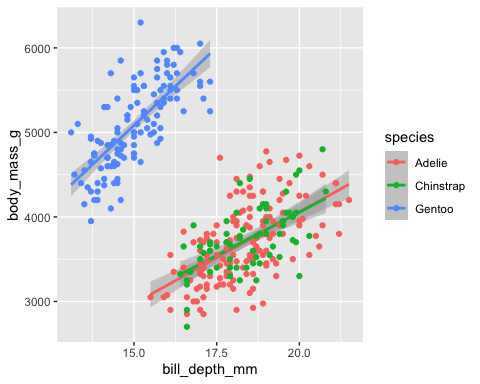 body_mass_g
6000
5000
4000
3000
15.0 17.5 20.0
bill_depth_mm
species
Adelie
Chinstrap
Gentoo